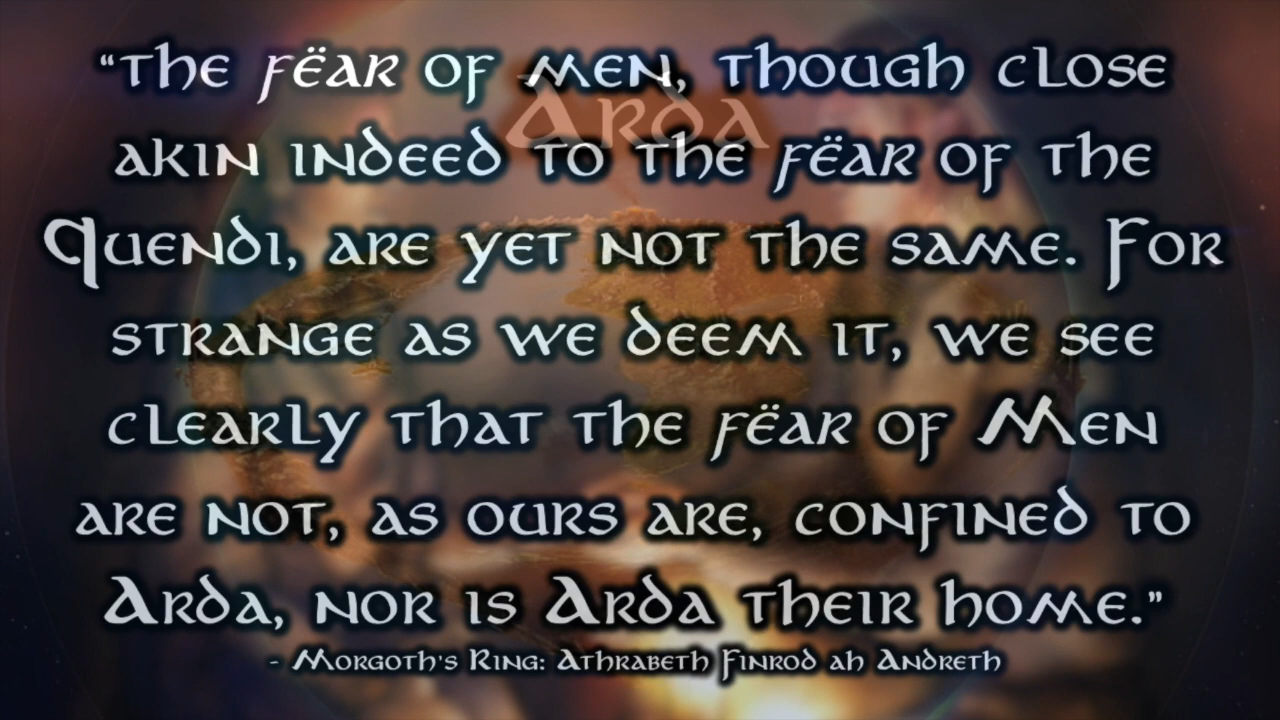 "The fëar of men, though close
Arda
akin indeed to the fëar of the
Quendi, are yet not the same. For
strange as we deem it, we see
clearly that the fëar of Men
are not, as ours are, confined to
Arda, nor is Arda their home."
- Morgoth's Ring: Athrabeth Finrod ah Andreth